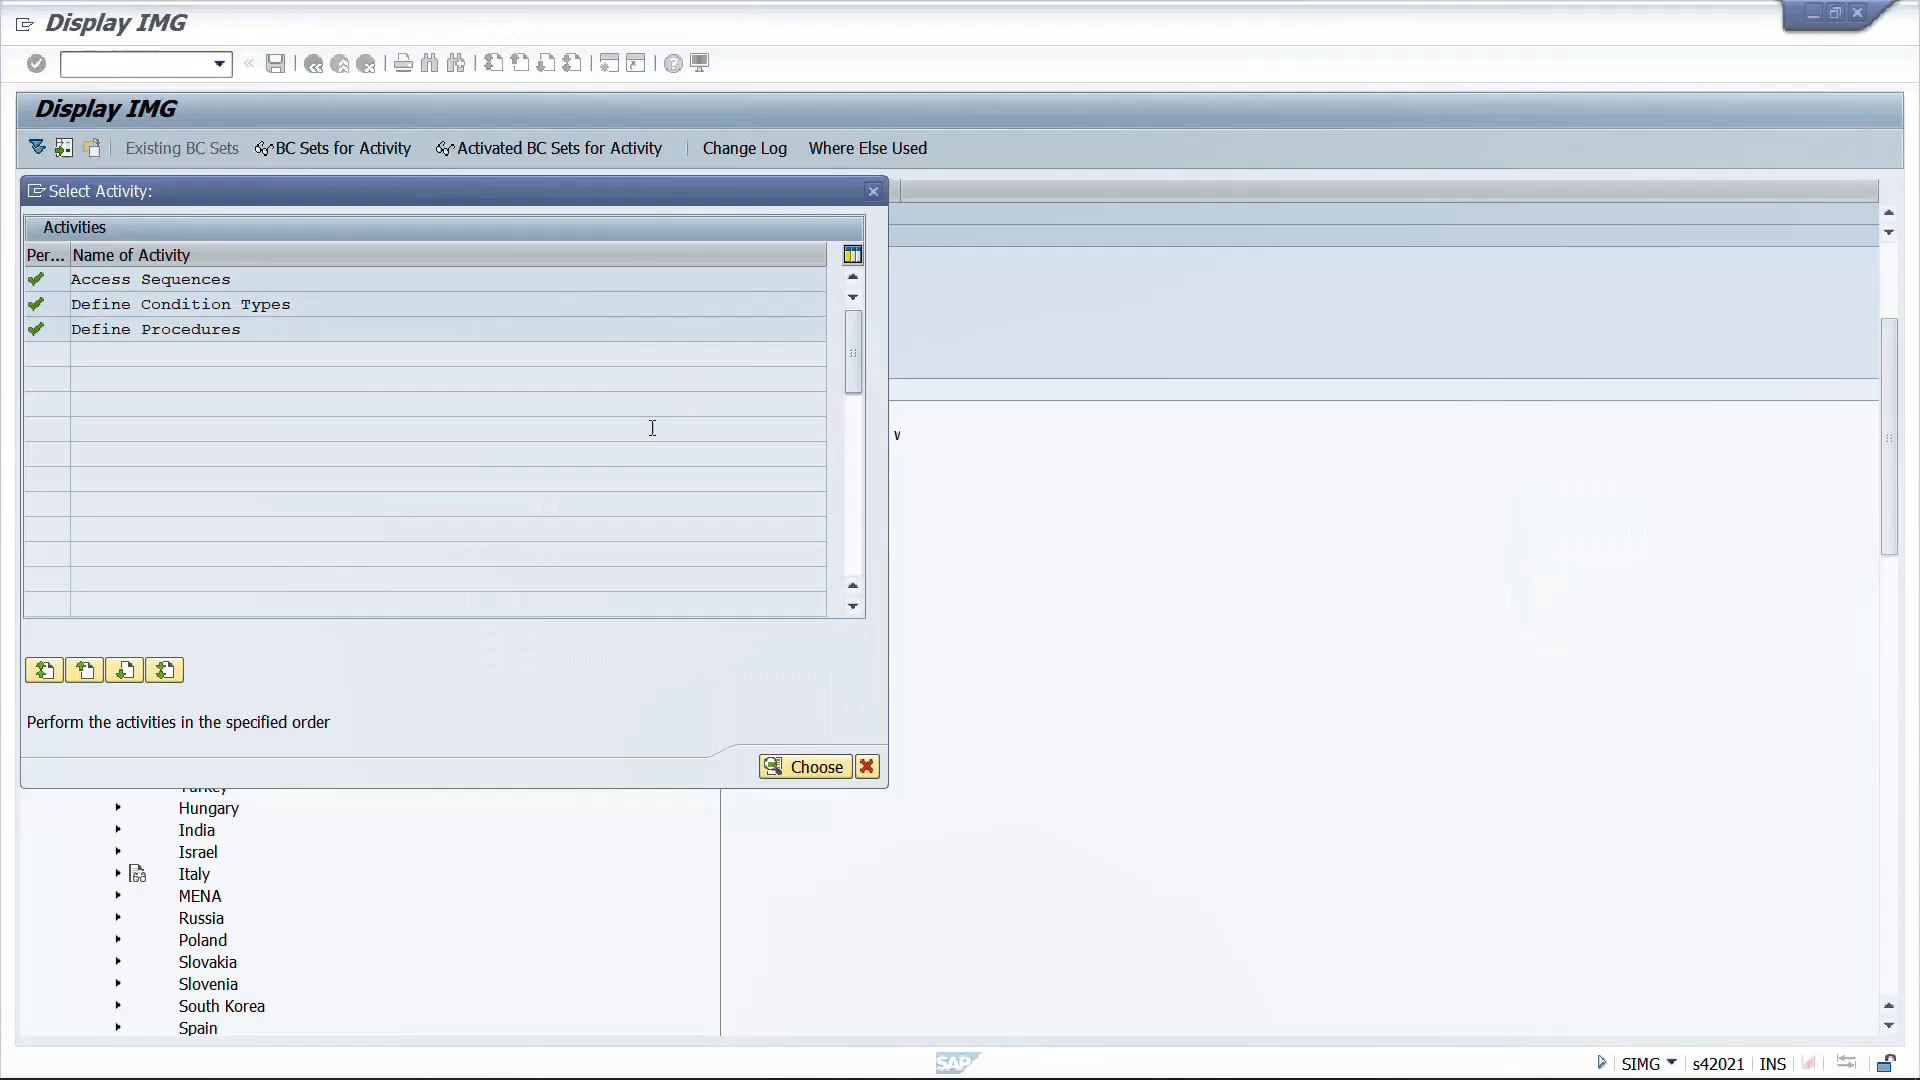 Display IMG
Display IMG
Existing BC Sets BC Sets for Activity Activated BC Sets for Activity Change Log Where Else Used
Select Activity:
Activities
Per... Name of Activity
Access Sequences
Define Condition Types
Define Procedures
Perform the activities in the specified order
Choose
Turkey
Hungary
India
Israel
Italy
MENA
Russia
Poland
Slovakia
Slovenia
South Korea
Spain
SAP SIMG s42021 INS